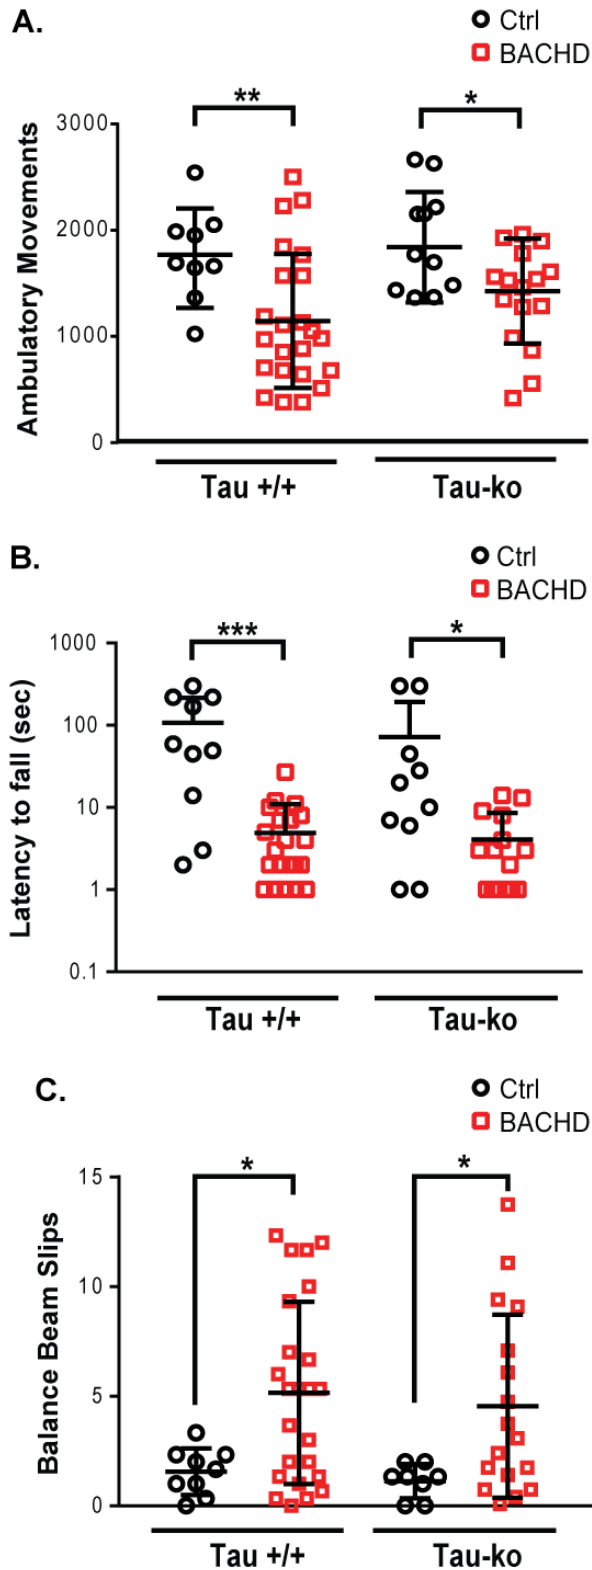 A.
Ctrl
BACHD
** *
3000
2000
1000
0
Ambulatory Movements
Tau +/+ Tau-ko
B.
Ctrl
BACHD
*** *
1000
100
10
1
0.1
Latency to fall (sec)
Tau +/+ Tau-ko
C.
Ctrl
BACHD
* *
15
10
5
0
Balance Beam Slips
Tau +/+ Tau-ko